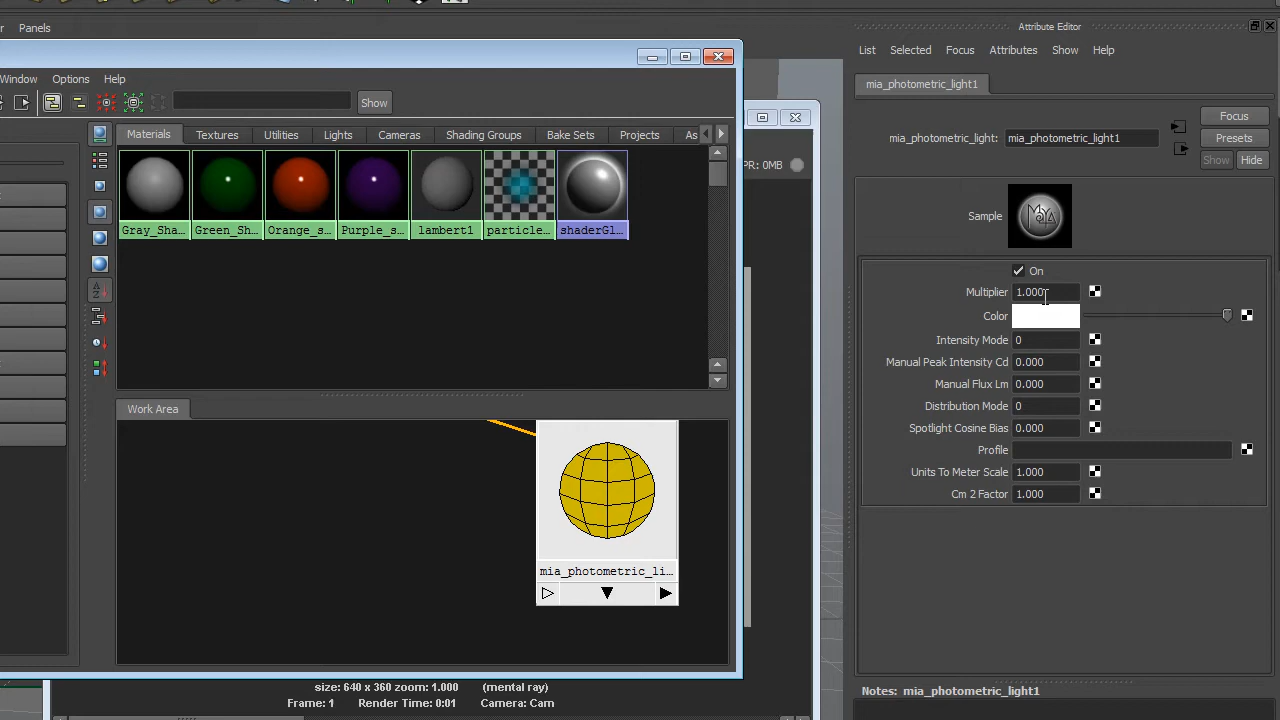 Panels
Attribute Editor
List Selected Focus Attributes Show Help
Window Options Help
mia_photometric_light1
Show
Focus
mia_photometric_light: mia_photometric_light1
Presets
Show Hide
Materials Textures Utilities Lights Cameras Shading Groups Bake Sets Projects As
PR: 0MB
Gray_Sha... Green_Sh... Orange_s... Purple_s... lambert1 particle... shaderGl...
Sample
On
Multiplier 1.000
Color
Intensity Mode 0
Manual Peak Intensity Cd 0.000
Manual Flux Lm 0.000
Distribution Mode 0
Spotlight Cosine Bias 0.000
Profile
Units To Meter Scale 1.000
Cm 2 Factor 1.000
Work Area
mia_photometric_li...
size: 640 x 360 zoom: 1.000 (mental ray)
Frame: 1 Render Time: 0:01 Camera: Cam
Notes: mia_photometric_light1